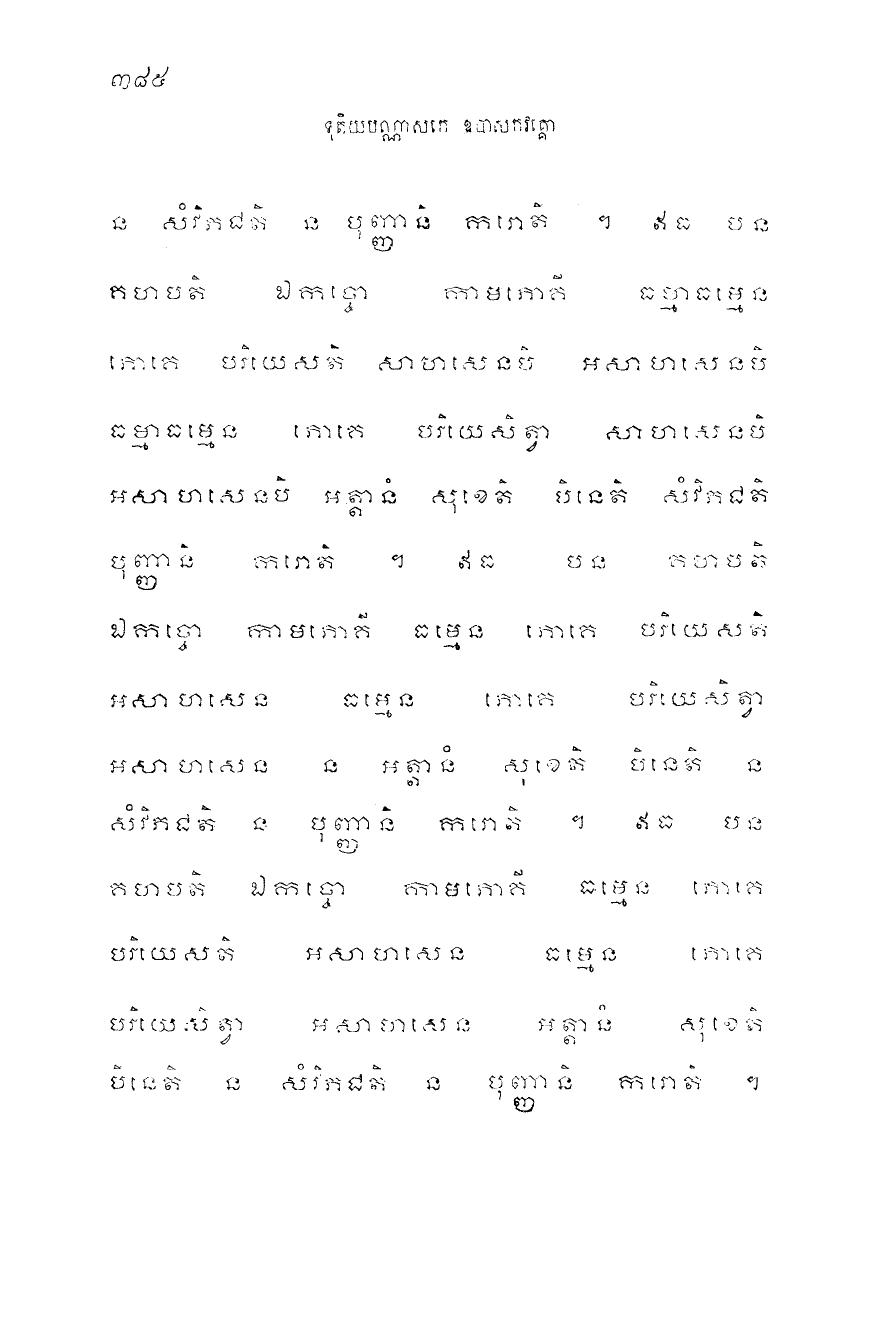 ៣៨៥
ទុតិយបណ្ណាសកេ ឧបាសកវគ្គោ
ន សំវិភជតិ ន បុញ្ញានិ ករោតិ ។ ឥធ បន
គហបតិ ឯកច្ចោ កាមភោគី ធម្មាធម្មេន
ភោគេ បរិយេសតិ សាហសេនបិ អសាហសេនបិ
ធម្មាធម្មេន ភោគេ បរិយេសិត្វា សាហសេនបិ
អសាហសេនបិ អត្តានំ សុខេតិ បិនេតិ សំវិភជតិ
បុញ្ញានិ ករោតិ ។ ឥធ បន គហបតិ
ឯកច្ចោ កាមភោគី ធម្មេន ភោគេ បរិយេសតិ
អសាហសេន ធម្មេន ភោគេ បរិយេសិត្វា
អសាហសេន ន អត្តានំ សុខេតិ បិនេតិ ន
សំវិភជតិ ន បុញ្ញានិ ករោតិ ។ ឥធ បន
គហបតិ ឯកច្ចោ កាមភោគី ធម្មេន ភោគេ
បរិយេសតិ អសាហសេន ធម្មេន ភោគេ
បរិយេសិត្វា អសាហសេន អត្តានំ សុខេតិ
បិនេតិ ន សំវិភជតិ ន បុញ្ញានិ ករោតិ ។